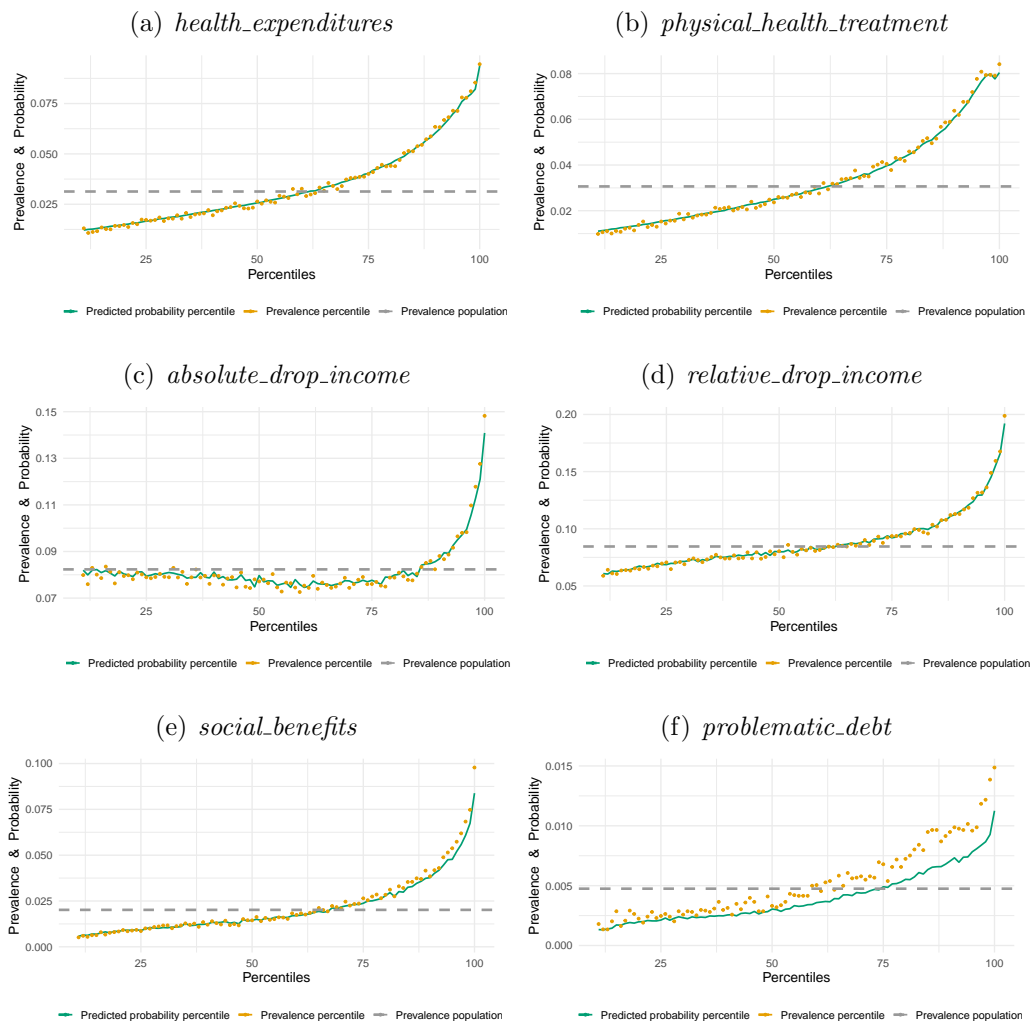 (a) health_expenditures
Prevalence & Probability
0.075
0.050
0.025
25 50 75 100
Percentiles
Predicted probability percentile Prevalence percentile Prevalence population
(b) physical_health_treatment
Prevalence & Probability
0.08
0.06
0.04
0.02
25 50 75 100
Percentiles
Predicted probability percentile Prevalence percentile Prevalence population
(c) absolute_drop_income
Prevalence & Probability
0.15
0.13
0.11
0.09
0.07
25 50 75 100
Percentiles
Predicted probability percentile Prevalence percentile Prevalence population
(d) relative_drop_income
Prevalence & Probability
0.20
0.15
0.10
0.05
25 50 75 100
Percentiles
Predicted probability percentile Prevalence percentile Prevalence population
(e) social_benefits
Prevalence & Probability
0.100
0.075
0.050
0.025
0.000
25 50 75 100
Percentiles
Predicted probability percentile Prevalence percentile Prevalence population
(f) problematic_debt
Prevalence & Probability
0.015
0.010
0.005
0.000
25 50 75 100
Percentiles
Predicted probability percentile Prevalence percentile Prevalence population